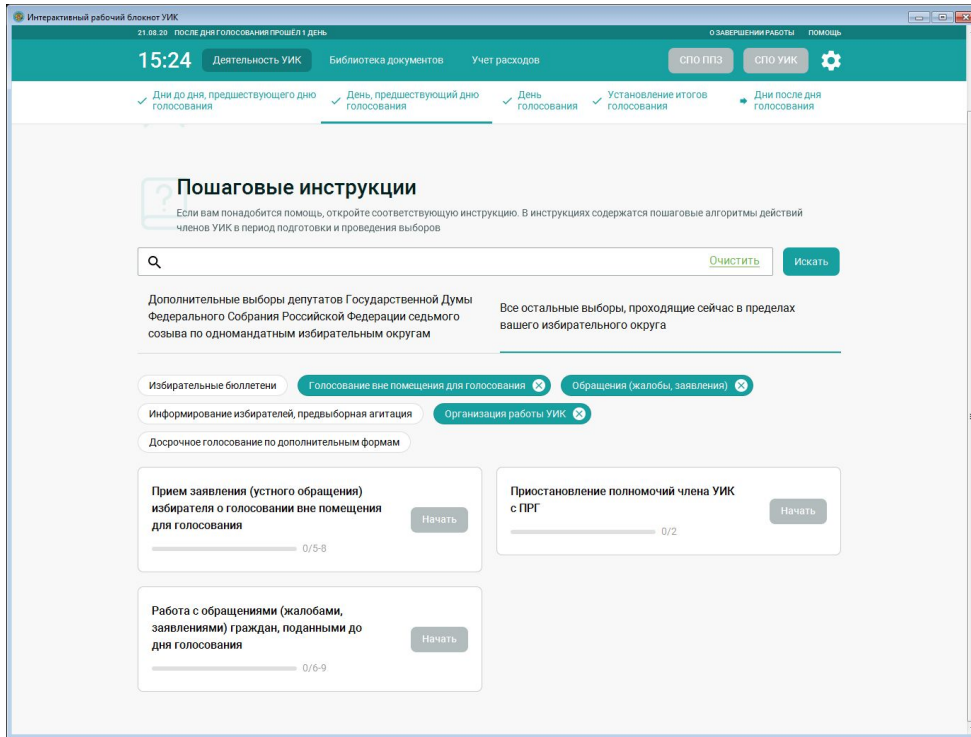 Интерактивный рабочий блокнот УИК
21.08.20 ПОСЛЕ ДНЯ ГОЛОСОВАНИЯ ПРОШЁЛ 1 ДЕНЬ
О ЗАВЕРШЕНИИ РАБОТЫ ПОМОЩЬ
15:24 Деятельность УИК Библиотека документов Учет расходов СПО ППЗ СПО УИК
Дни до дня, предшествующего дню
голосования
День, предшествующий дню
голосования
День
голосования
Установление итогов
голосования
Дни после дня
голосования
Пошаговые инструкции
Если вам понадобится помощь, откройте соответствующую инструкцию. В инструкциях содержатся пошаговые алгоритмы действий
членов УИК в период подготовки и проведения выборов
Очистить Искать
Дополнительные выборы депутатов Государственной Думы
Федерального Собрания Российской Федерации седьмого
созыва по одномандатным избирательным округам
Все остальные выборы, проходящие сейчас в пределах
вашего избирательного округа
Избирательные бюллетени Голосование вне помещения для голосования Обращения (жалобы, заявления)
Информирование избирателей, предвыборная агитация Организация работы УИК
Досрочное голосование по дополнительным формам
Прием заявления (устного обращения)
избирателя о голосовании вне помещения
для голосования
Начать
0/5-8
Приостановление полномочий члена УИК
с ПРГ
Начать
0/2
Работа с обращениями (жалобами,
заявлениями) граждан, поданными до
дня голосования
Начать
0/6-9